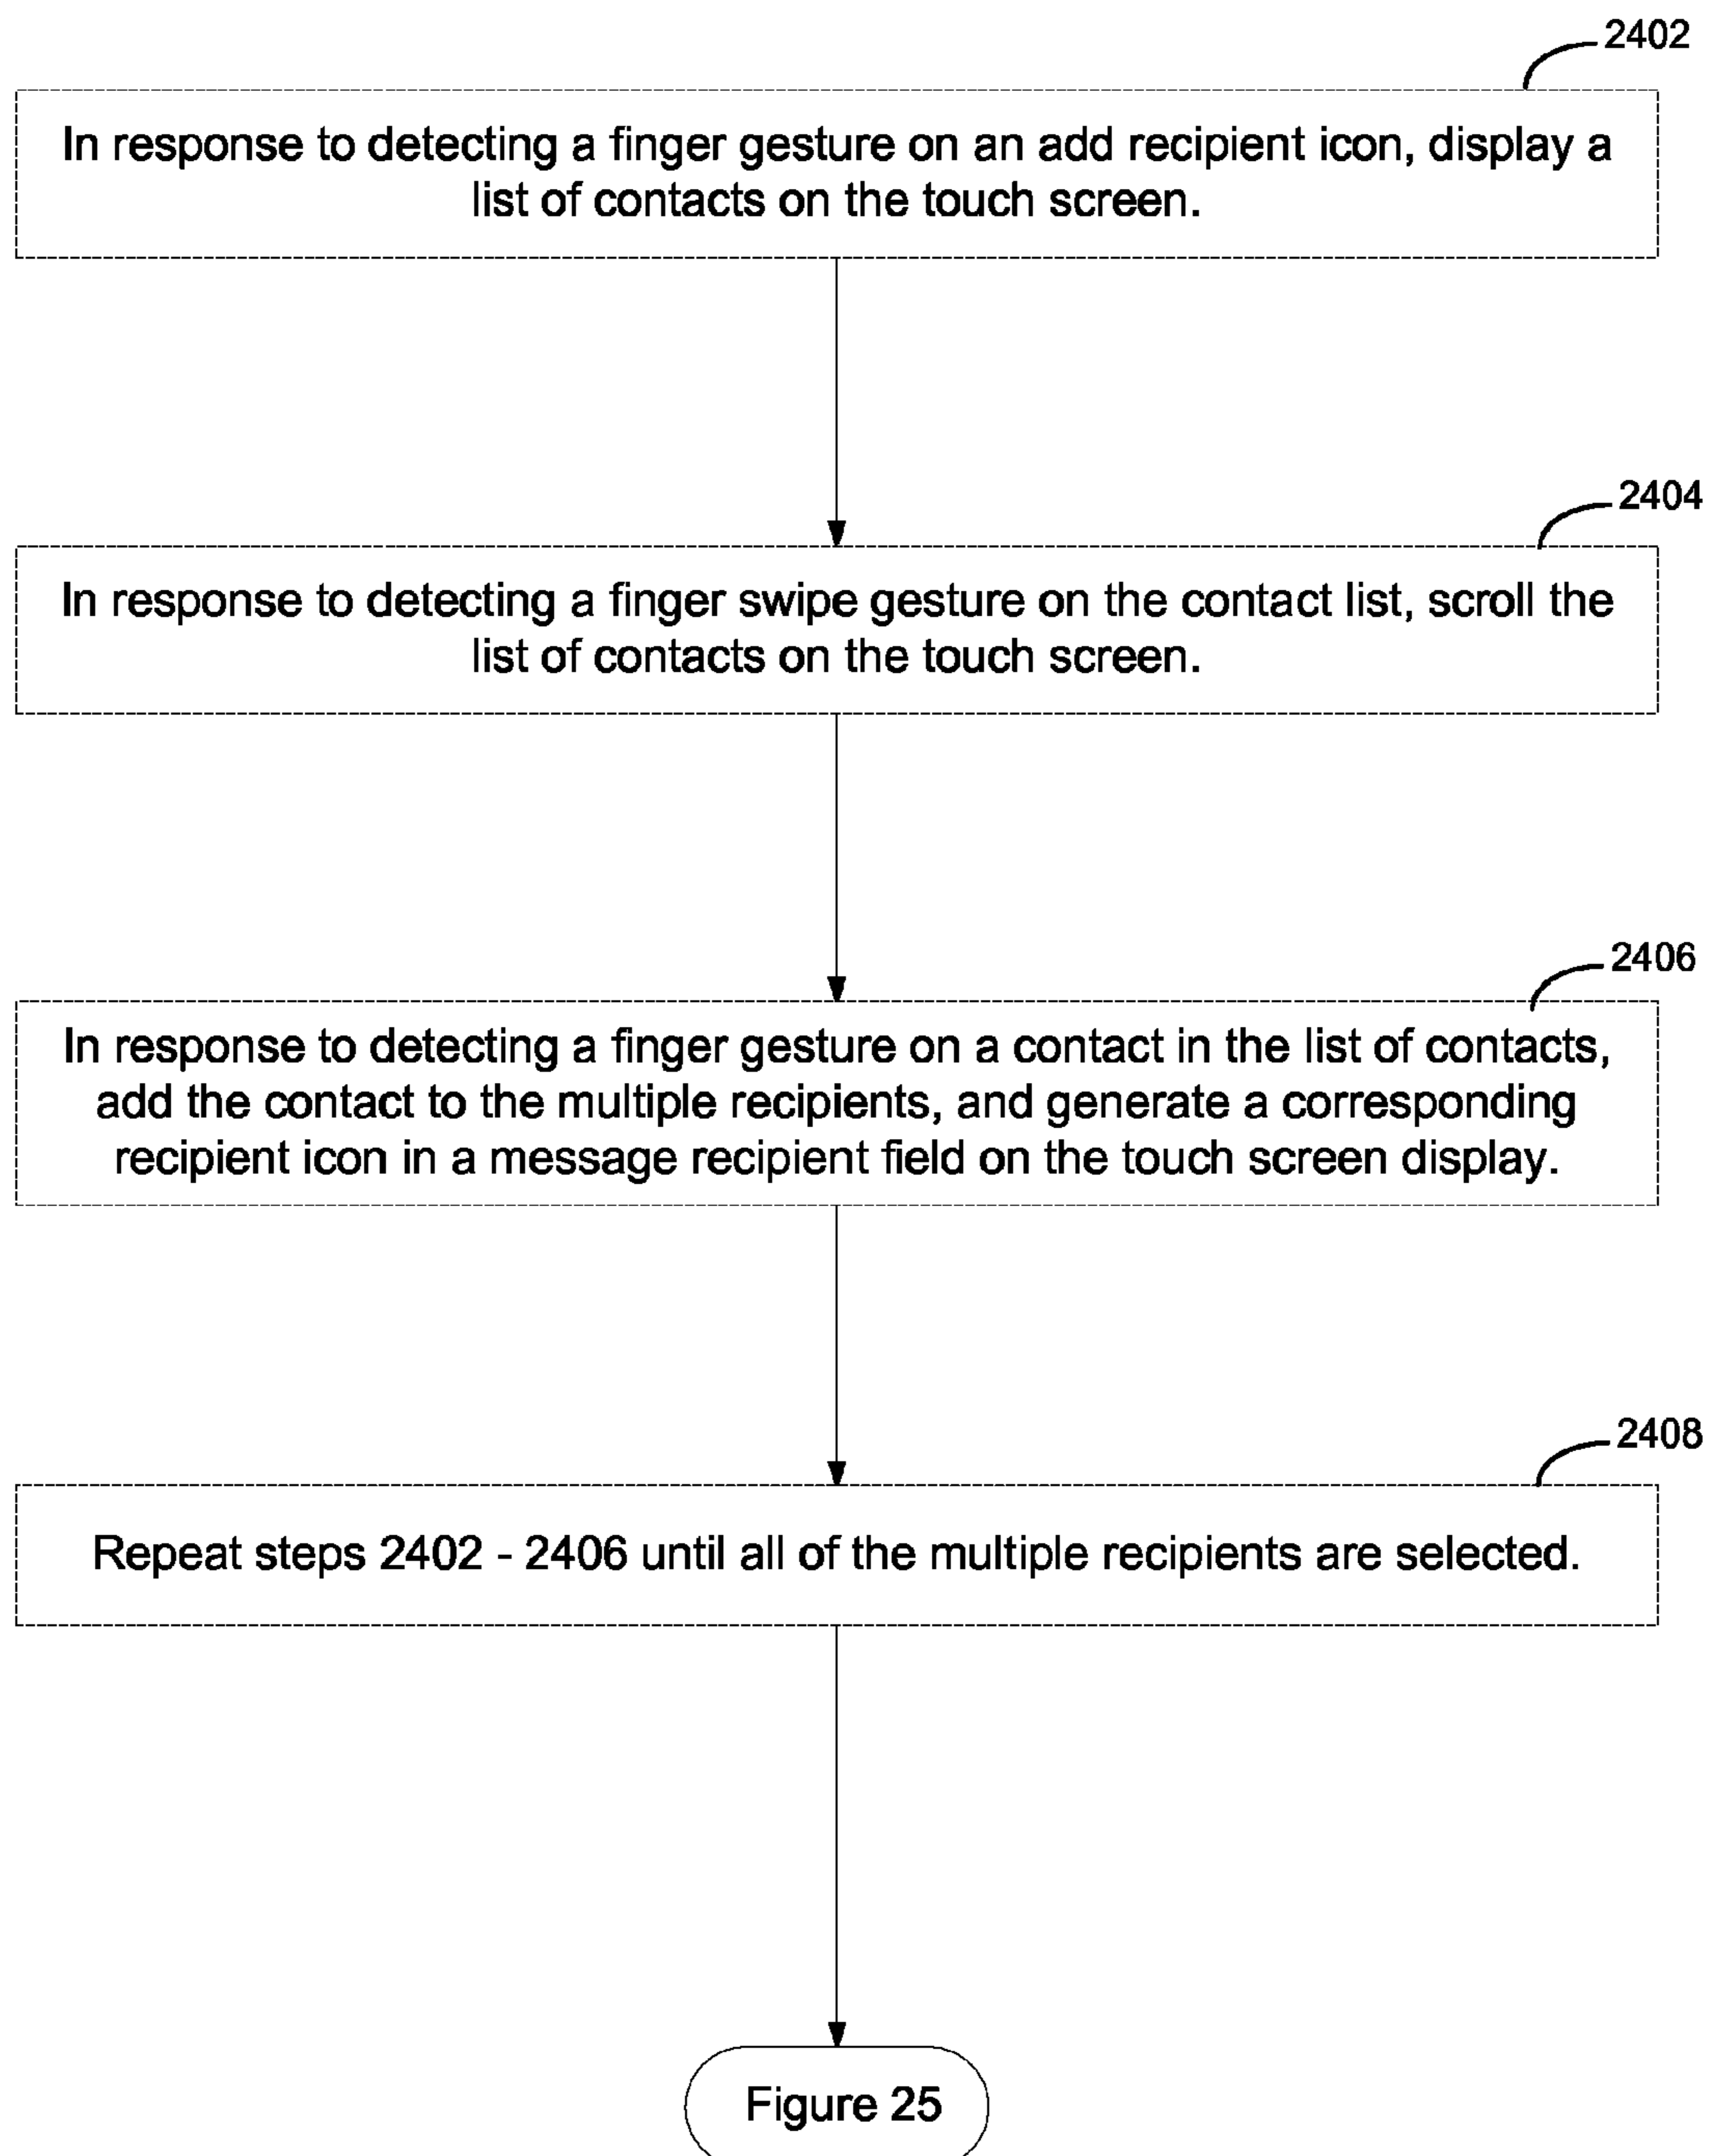 2402
In response to detecting a finger gesture on an add recipient icon, display a
list of contacts on the touch screen.
2404
In response to detecting a finger swipe gesture on the contact list, scroll the
list of contacts on the touch screen.
2406
In response to detecting a finger gesture on a contact in the list of contacts,
add the contact to the multiple recipients, and generate a corresponding
recipient icon in a message recipient field on the touch screen display.
2408
Repeat steps 2402 - 2406 until all of the multiple recipients are selected.
Figure 25